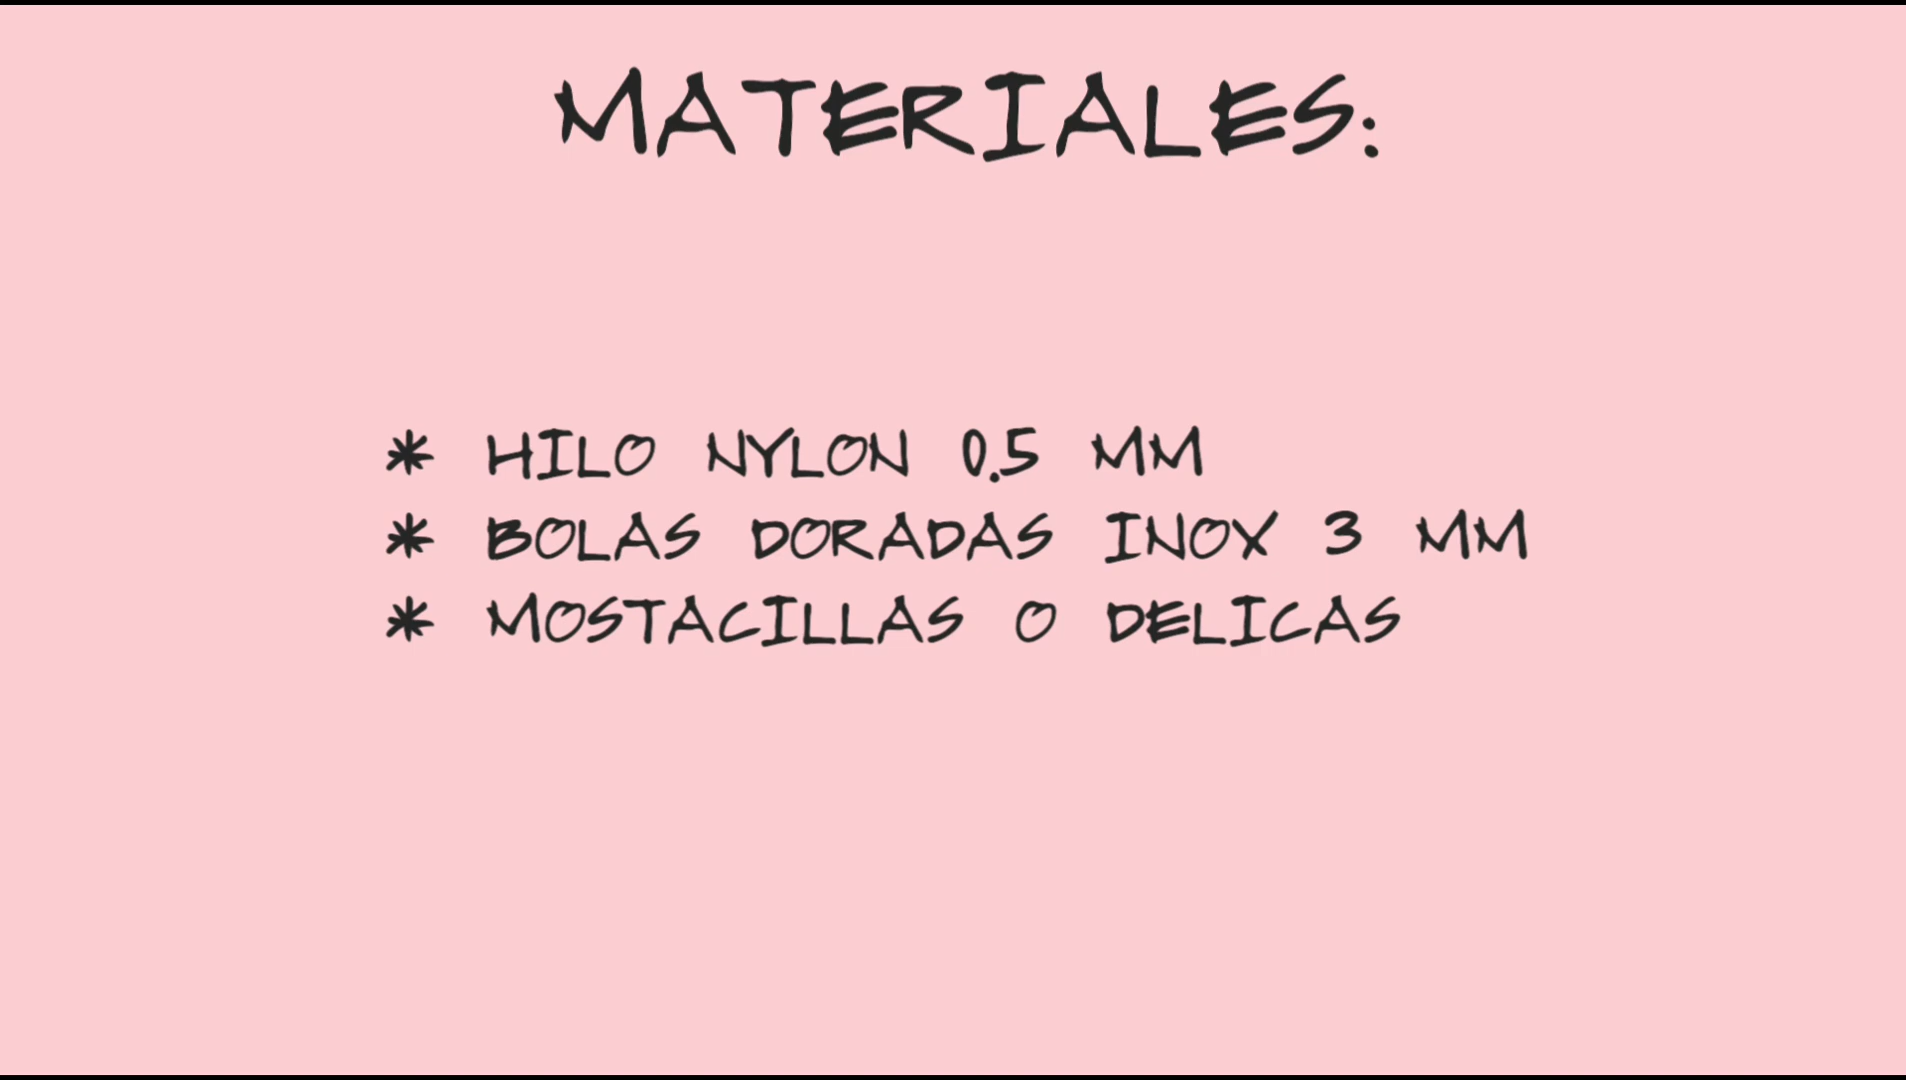 MATERIALES:
* HILO NYLON 0.5 MM
* BOLAS DORADAS INOX 3 MM
* MOSTACILLAS O DELICAS